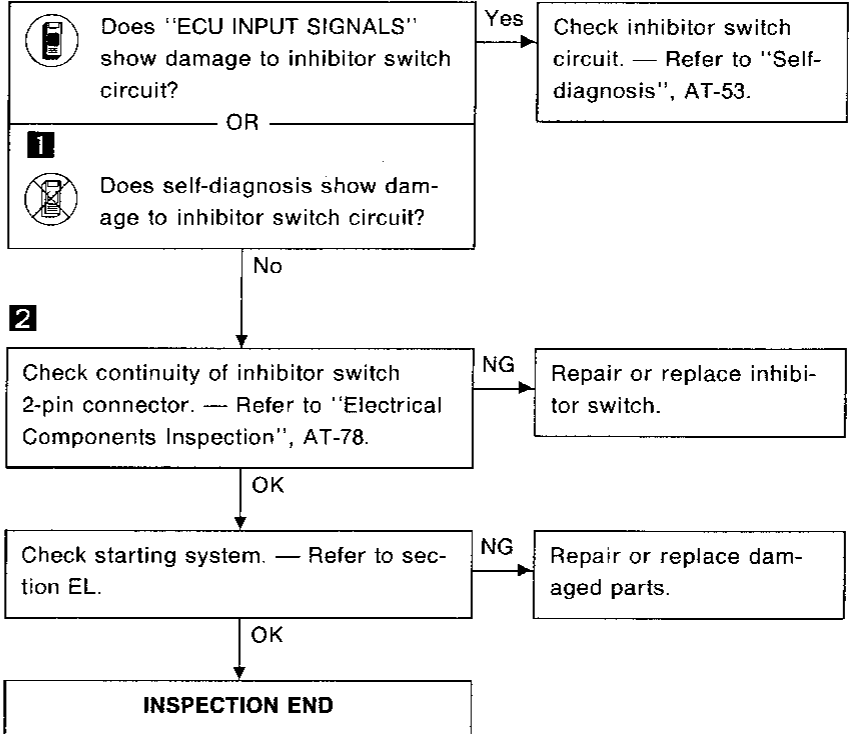 Does "ECU INPUT SIGNALS"
show damage to inhibitor switch
circuit?
Yes
Check inhibitor switch
circuit. — Refer to "Self-
diagnosis", AT-53.
OR
1
Does self-diagnosis show dam-
age to inhibitor switch circuit?
No
2
Check continuity of inhibitor switch
2-pin connector. — Refer to "Electrical
Components Inspection", AT-78.
NG
Repair or replace inhibi-
tor switch.
OK
Check starting system. — Refer to sec-
tion EL.
NG
Repair or replace dam-
aged parts.
OK
INSPECTION END